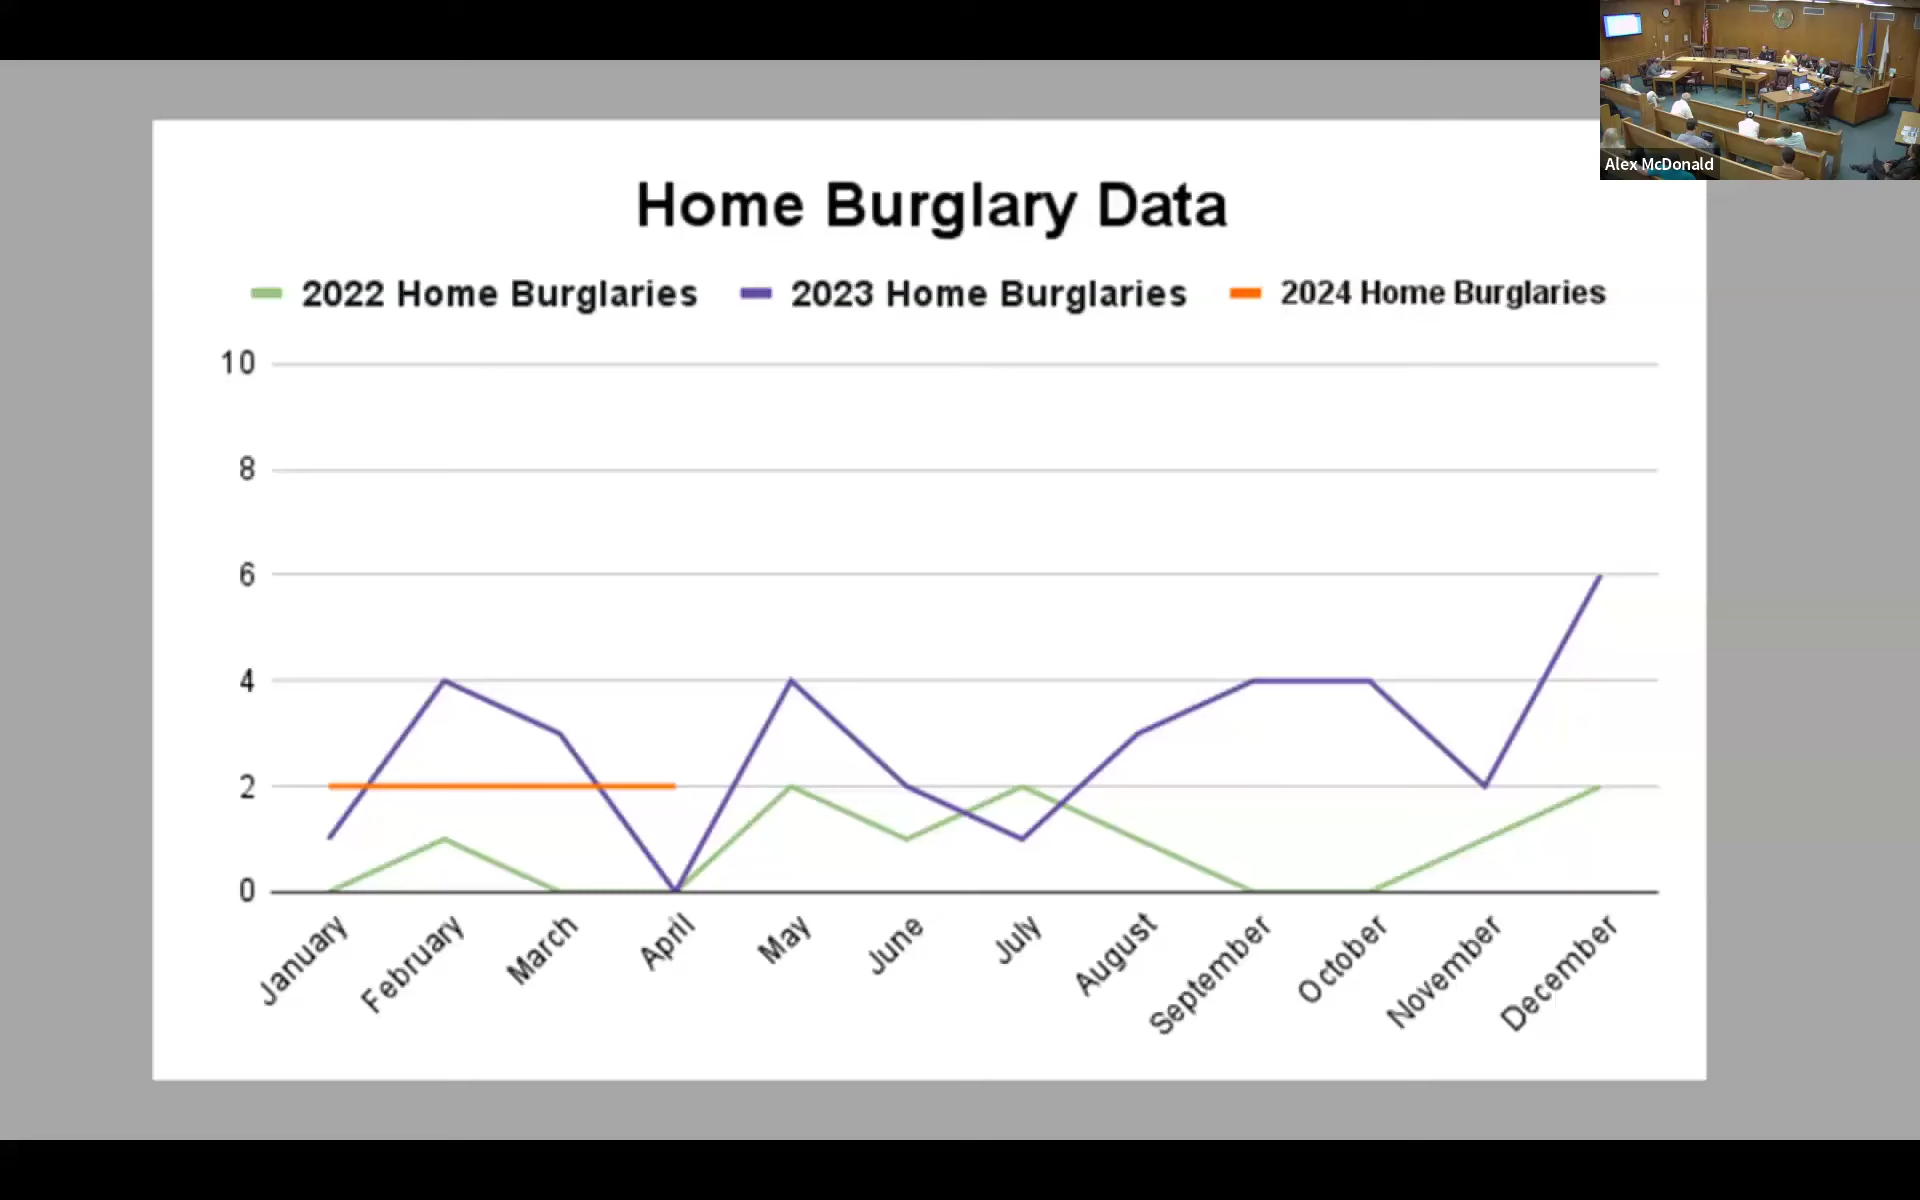 Alex McDonald
Home Burglary Data
2022 Home Burglaries 2023 Home Burglaries 2024 Home Burglaries
10
8
6
4
2
0
January February March April May June July August September October November December